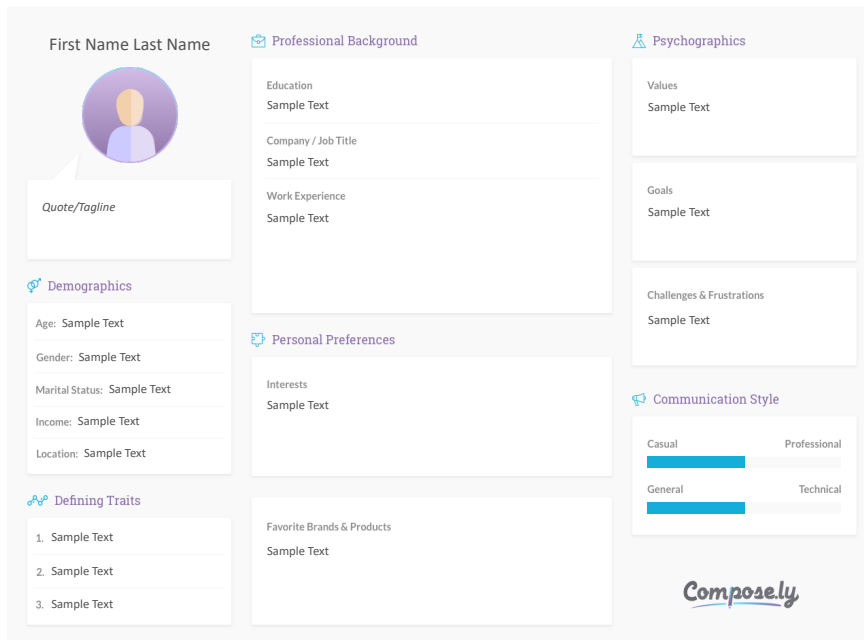 First Name Last Name
Quote/Tagline
Demographics
Age: Sample Text
Gender: Sample Text
Marital Status: Sample Text
Income: Sample Text
Location: Sample Text
Defining Traits
1. Sample Text
2. Sample Text
3. Sample Text
Professional Background
Education
Sample Text
Company / Job Title
Sample Text
Work Experience
Sample Text
Personal Preferences
Interests
Sample Text
Favorite Brands & Products
Sample Text
Psychographics
Values
Sample Text
Goals
Sample Text
Challenges & Frustrations
Sample Text
Communication Style
Casual Professional
General Technical
Compose.ly